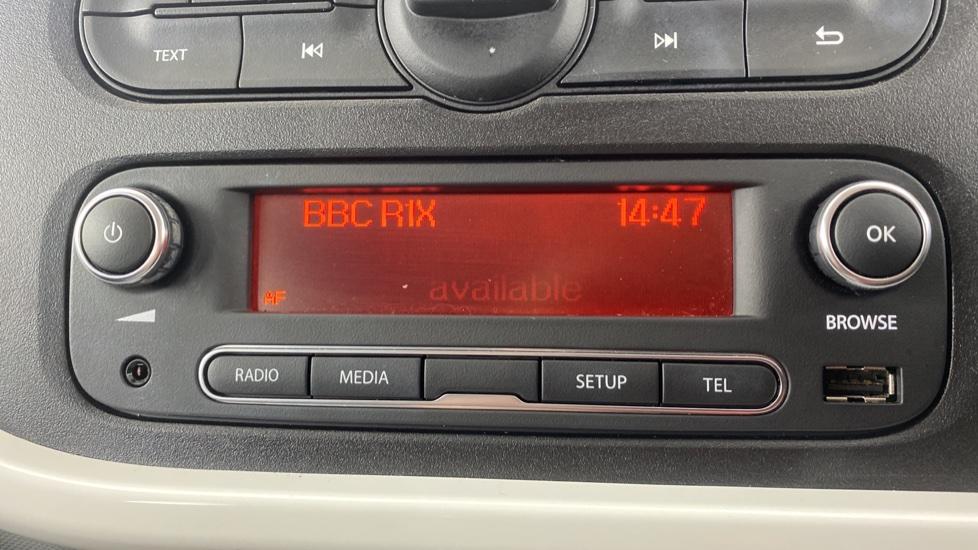 TEXT
BBC R1X 14:47
OK
available
AF
BROWSE
RADIO MEDIA SETUP TEL